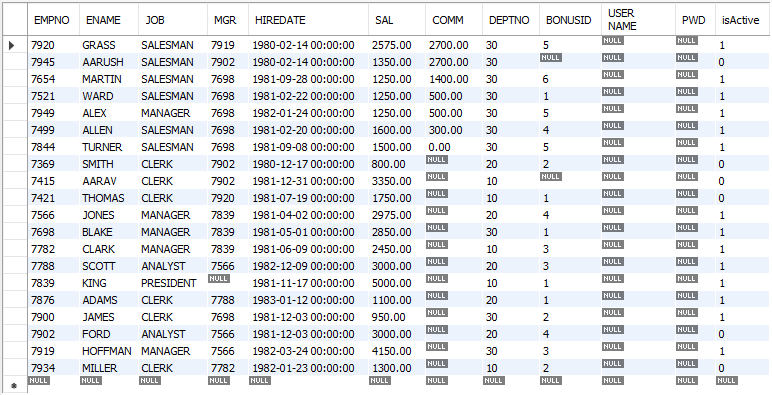 EMPNO ENAME JOB MGR HIREDATE SAL COMM DEPTNO BONUSID USER NAME PWD isActive
7920 GRASS SALESMAN 7919 1980-02-14 00:00:00 2575.00 2700.00 30 5 NULL NULL 1
7945 AARUSH SALESMAN 7902 1980-02-14 00:00:00 1350.00 2700.00 30 NULL NULL NULL 0
7654 MARTIN SALESMAN 7698 1981-09-28 00:00:00 1250.00 1400.00 30 6 NULL NULL 1
7521 WARD SALESMAN 7698 1981-02-22 00:00:00 1250.00 500.00 30 1 NULL NULL 1
7949 ALEX MANAGER 7698 1982-01-24 00:00:00 1250.00 500.00 30 5 NULL NULL 1
7499 ALLEN SALESMAN 7698 1981-02-20 00:00:00 1600.00 300.00 30 4 NULL NULL 1
7844 TURNER SALESMAN 7698 1981-09-08 00:00:00 1500.00 0.00 30 5 NULL NULL 1
7369 SMITH CLERK 7902 1980-12-17 00:00:00 800.00 NULL 20 2 NULL NULL 0
7415 AARAV CLERK 7902 1981-12-31 00:00:00 3350.00 NULL 10 NULL NULL NULL 0
7421 THOMAS CLERK 7920 1981-07-19 00:00:00 1750.00 NULL 10 1 NULL NULL 0
7566 JONES MANAGER 7839 1981-04-02 00:00:00 2975.00 NULL 20 4 NULL NULL 1
7698 BLAKE MANAGER 7839 1981-05-01 00:00:00 2850.00 NULL 30 1 NULL NULL 1
7782 CLARK MANAGER 7839 1981-06-09 00:00:00 2450.00 NULL 10 3 NULL NULL 1
7788 SCOTT ANALYST 7566 1982-12-09 00:00:00 3000.00 NULL 20 3 NULL NULL 1
7839 KING PRESIDENT NULL 1981-11-17 00:00:00 5000.00 NULL 10 1 NULL NULL 1
7876 ADAMS CLERK 7788 1983-01-12 00:00:00 1100.00 NULL 20 1 NULL NULL 1
7900 JAMES CLERK 7698 1981-12-03 00:00:00 950.00 NULL 30 2 NULL NULL 1
7902 FORD ANALYST 7566 1981-12-03 00:00:00 3000.00 NULL 20 4 NULL NULL 0
7919 HOFFMAN MANAGER 7566 1982-03-24 00:00:00 4150.00 NULL 30 3 NULL NULL 1
7934 MILLER CLERK 7782 1982-01-23 00:00:00 1300.00 NULL 10 2 NULL NULL 0
NULL NULL NULL NULL NULL NULL NULL NULL NULL NULL NULL NULL